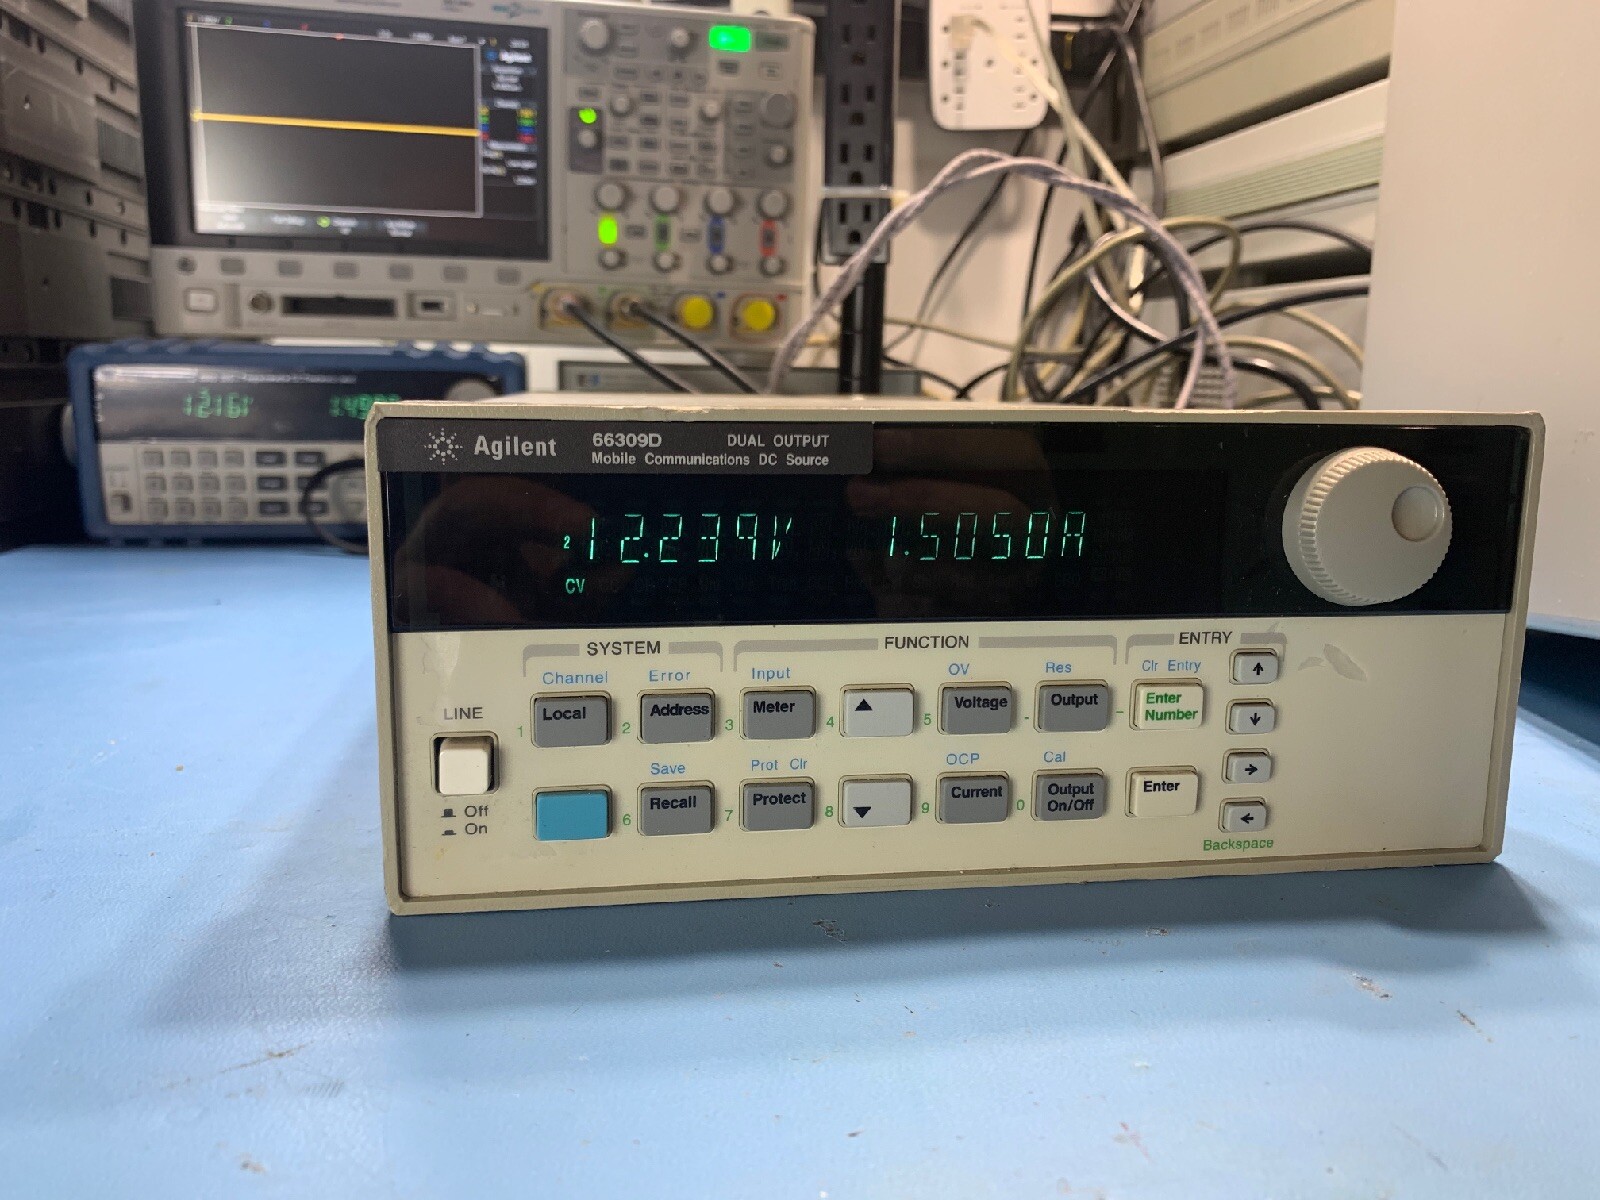 Agilent
12.161V
Agilent 66309D DUAL OUTPUT
Mobile Communications DC Source
2 12.239V 1.5050A
CV
SYSTEM FUNCTION ENTRY
Channel Error Input OV Res Clr Entry
LINE
1 Local 2 Address 3 Meter 4 ▲ 5 Voltage - Output - Enter Number ↑
↓
Save Prot Clr OCP Cal
6 Recall 7 Protect 8 ▼ 9 Current 0 Output On/Off Enter →
←
Off
On
Backspace